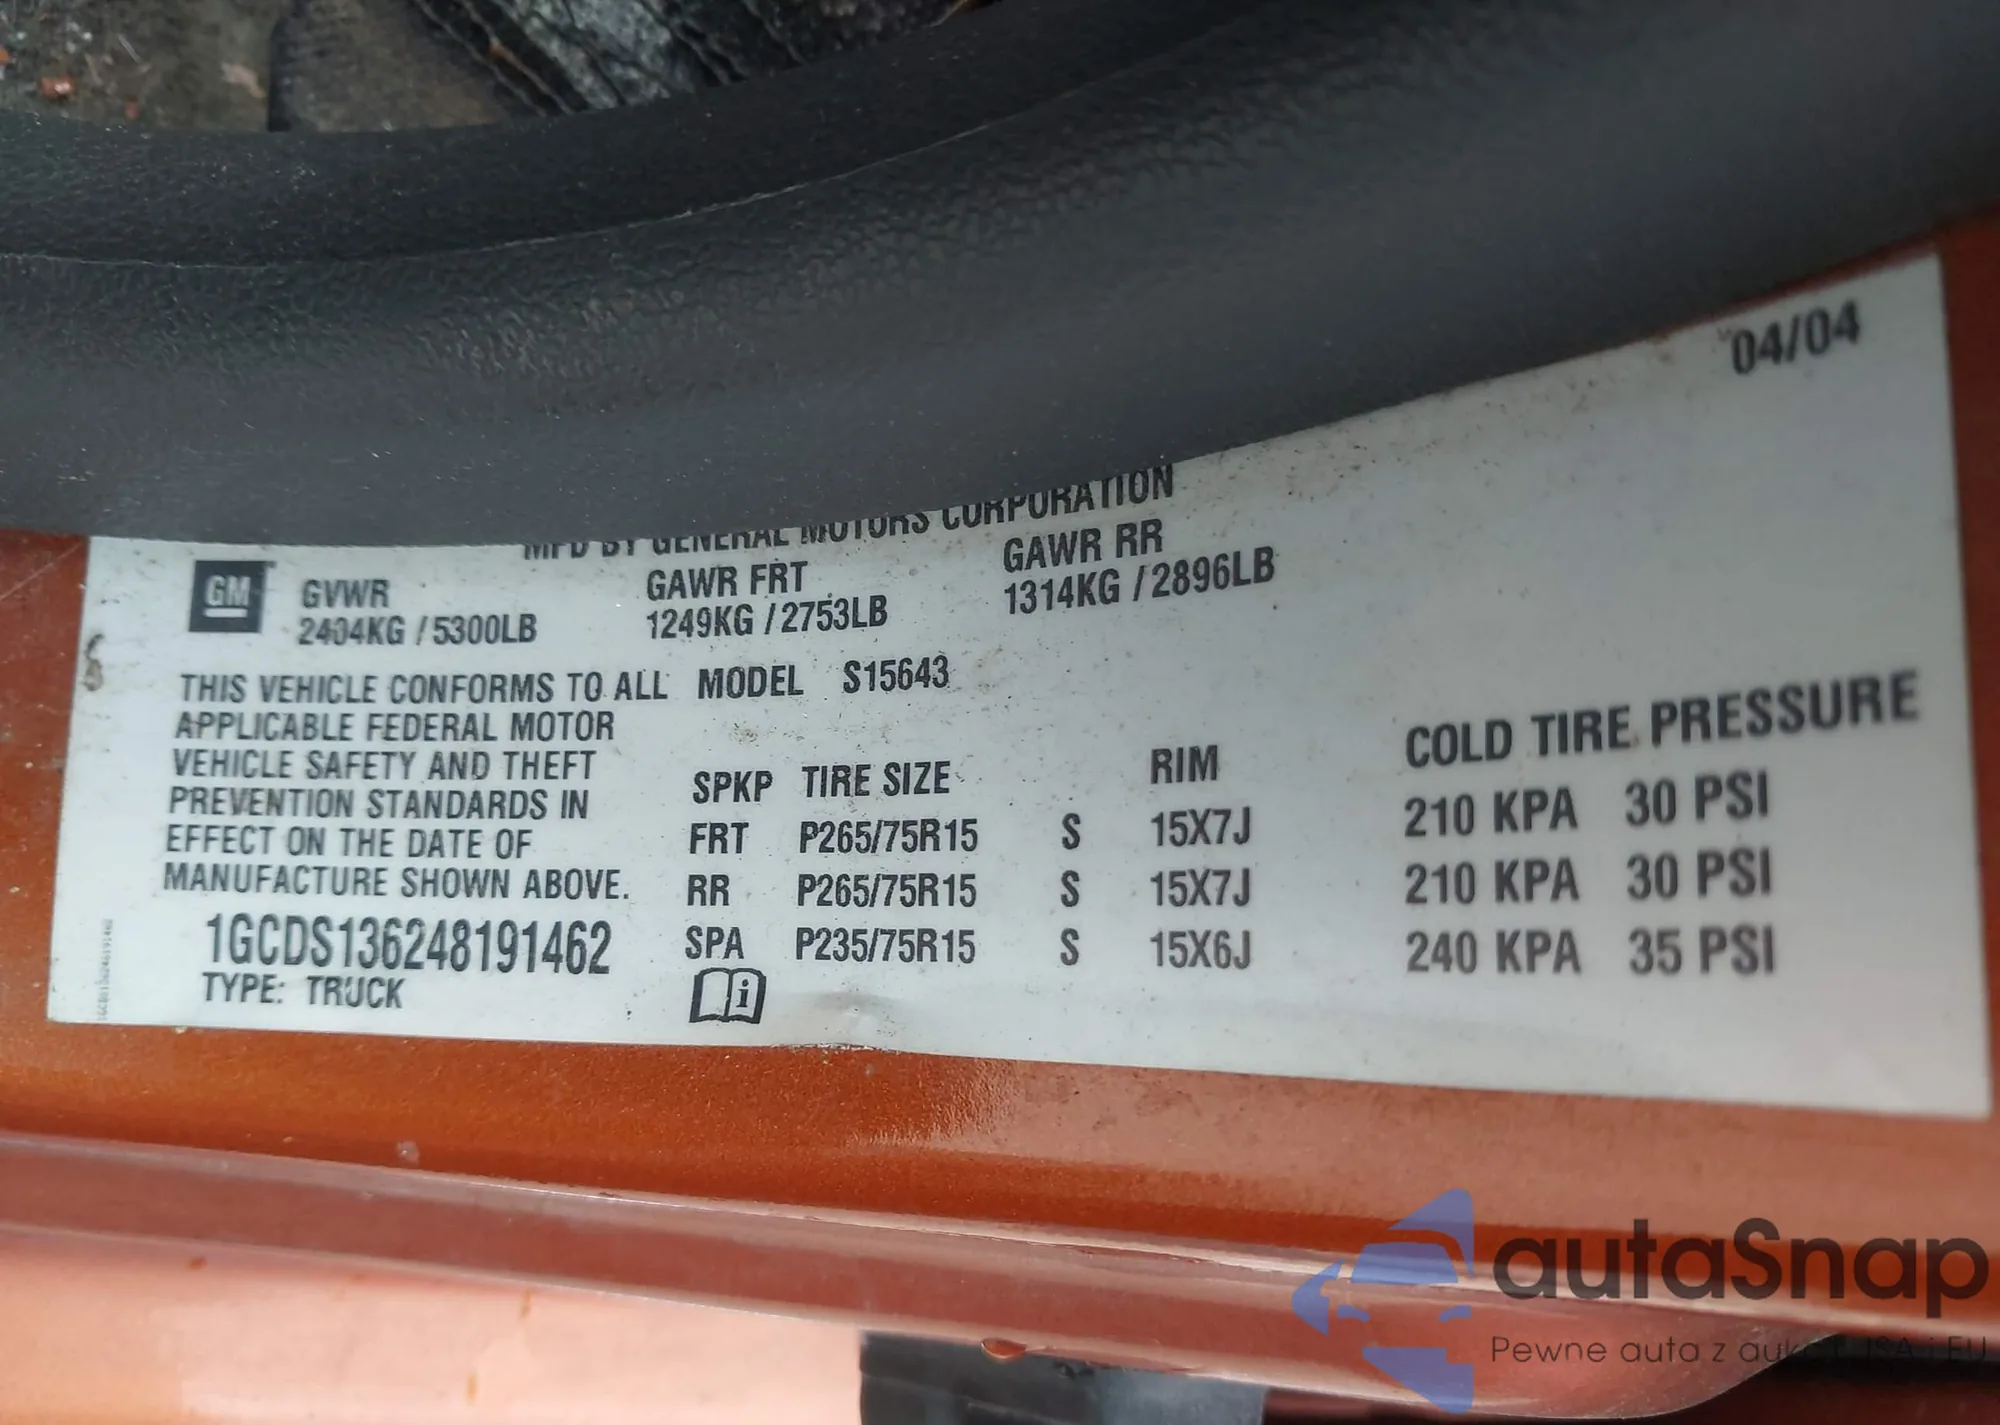 04/04
MFD BY GENERAL MOTORS CORPORATION
GM
GVWR GAWR FRT GAWR RR
2404KG / 5300LB 1249KG / 2753LB 1314KG / 2896LB
THIS VEHICLE CONFORMS TO ALL MODEL S15643
APPLICABLE FEDERAL MOTOR
VEHICLE SAFETY AND THEFT
PREVENTION STANDARDS IN
EFFECT ON THE DATE OF
MANUFACTURE SHOWN ABOVE.
1GCDS136248191462
TYPE: TRUCK
SPKP TIRE SIZE RIM COLD TIRE PRESSURE
FRT P265/75R15 S 15X7J 210 KPA 30 PSI
RR P265/75R15 S 15X7J 210 KPA 30 PSI
SPA P235/75R15 S 15X6J 240 KPA 35 PSI
i
autaSnap
Pewne auta z aukcji USA i EU